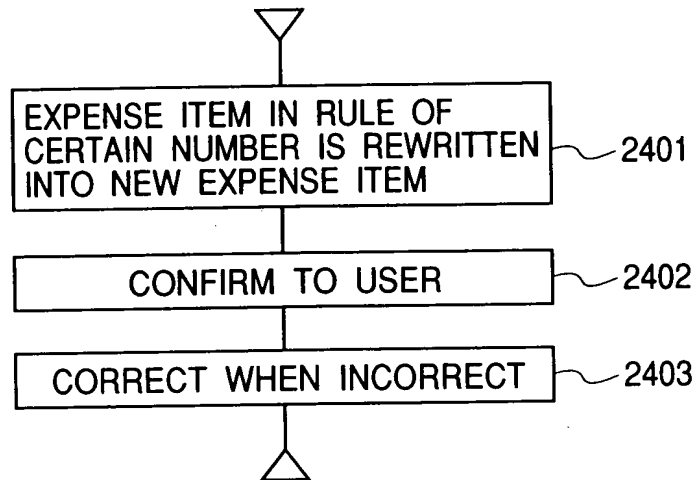 EXPENSE ITEM IN RULE OF
CERTAIN NUMBER IS REWRITTEN
INTO NEW EXPENSE ITEM
2401
CONFIRM TO USER
2402
CORRECT WHEN INCORRECT
2403